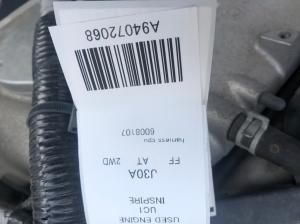 USED ENGINE
UC1
INSPIRE
J30A
FF AT 2WD
6008107
harness cpu
A94072068